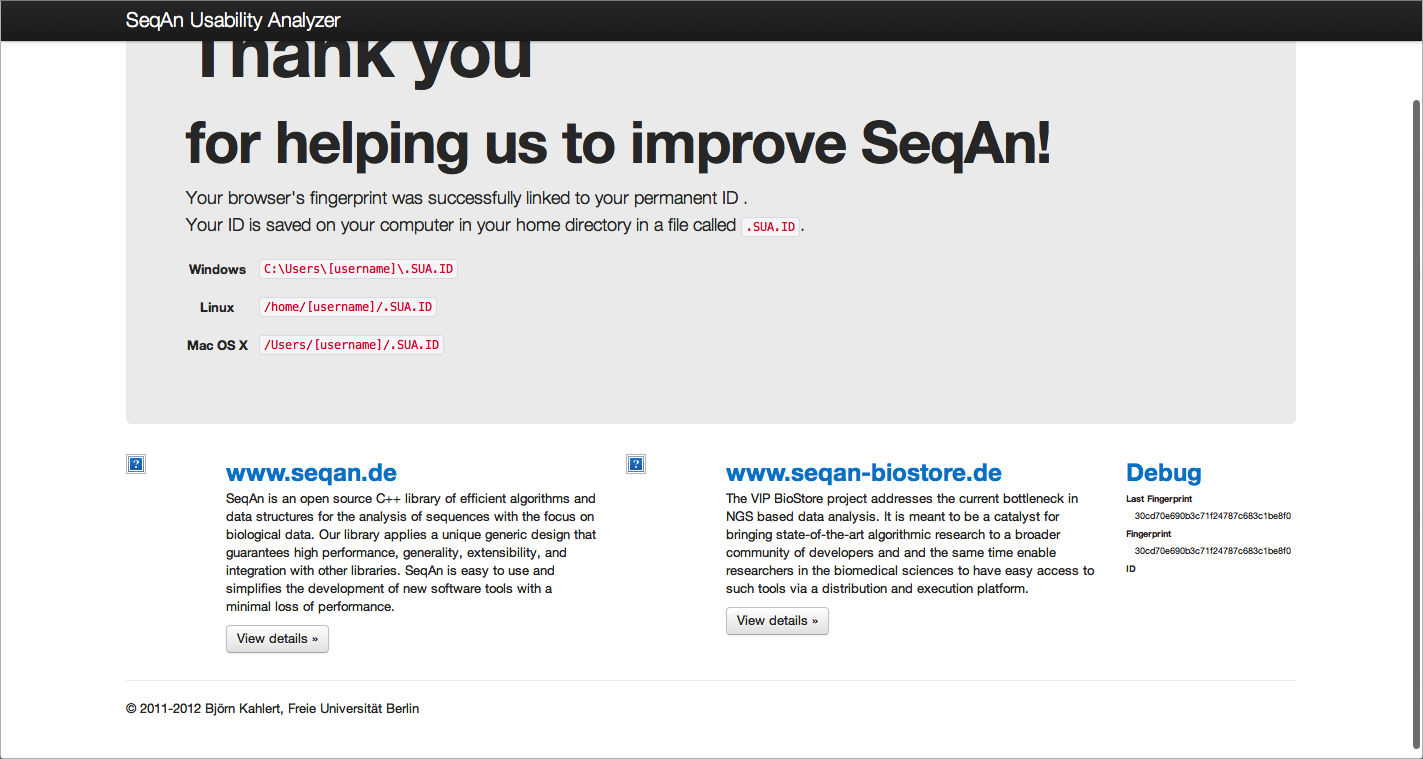 SeqAn Usability Analyzer
Thank you
for helping us to improve SeqAn!
Your browser's fingerprint was successfully linked to your permanent ID .
Your ID is saved on your computer in your home directory in a file called .SUA.ID.
Windows C:\Users\[username]\.SUA.ID
Linux /home/[username]/.SUA.ID
Mac OS X /Users/[username]/.SUA.ID
www.seqan.de
SeqAn is an open source C++ library of efficient algorithms and
data structures for the analysis of sequences with the focus on
biological data. Our library applies a unique generic design that
guarantees high performance, generality, extensibility, and
integration with other libraries. SeqAn is easy to use and
simplifies the development of new software tools with a
minimal loss of performance.
View details »
www.seqan-biostore.de
The VIP BioStore project addresses the current bottleneck in
NGS based data analysis. It is meant to be a catalyst for
bringing state-of-the-art algorithmic research to a broader
community of developers and and the same time enable
researchers in the biomedical sciences to have easy access to
such tools via a distribution and execution platform.
View details »
Debug
Last Fingerprint
30cd70e690b3c71f24787c683c1be8f0
Fingerprint
30cd70e690b3c71f24787c683c1be8f0
ID
© 2011-2012 Björn Kahlert, Freie Universität Berlin